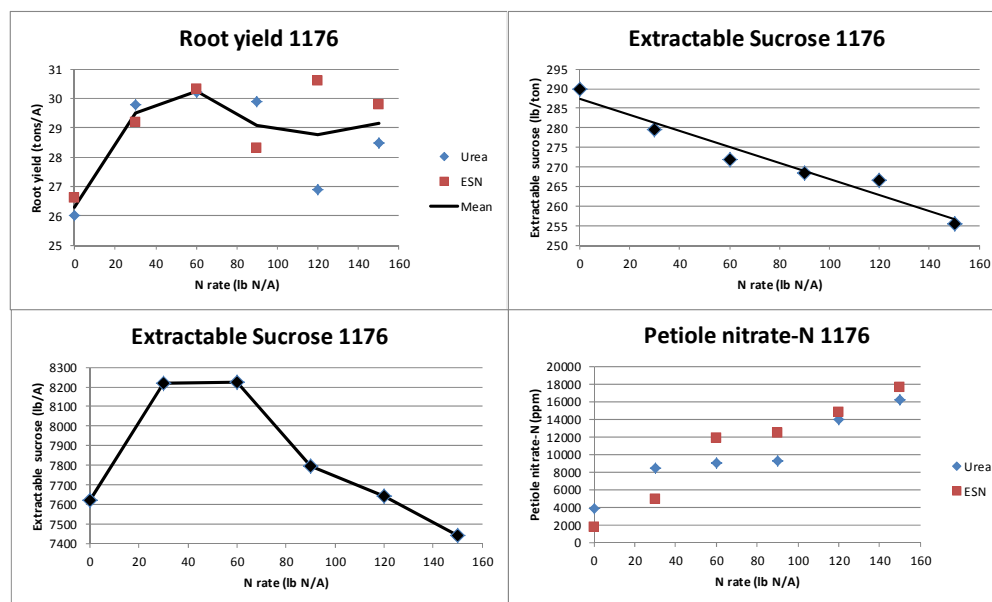 Root yield 1176
Root yield (tons/A)
31
30
29
28
27
26
25
0 20 40 60 80 100 120 140 160
N rate (lb N/A)
Urea
ESN
Mean
Extractable Sucrose 1176
Extractable sucrose (lb/ton)
295
290
285
280
275
270
265
260
255
250
0 20 40 60 80 100 120 140 160
N rate (lb N/A)
Extractable Sucrose 1176
Extractable sucrose (lb/A)
8300
8200
8100
8000
7900
7800
7700
7600
7500
7400
0 20 40 60 80 100 120 140 160
N rate (lb N/A)
Petiole nitrate-N 1176
Petiole nitrate-N (ppm)
20000
18000
16000
14000
12000
10000
8000
6000
4000
2000
0
0 20 40 60 80 100 120 140 160
N rate (lb N/A)
Urea
ESN